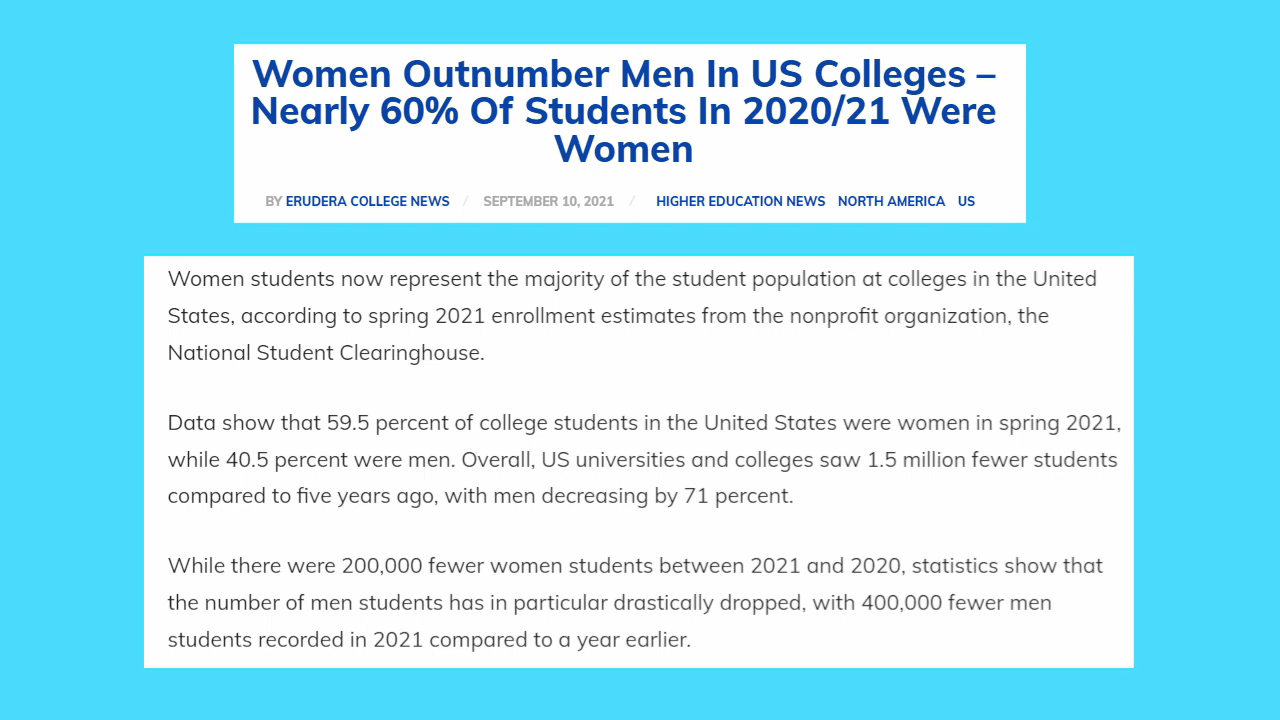 Women Outnumber Men In US Colleges –
Nearly 60% Of Students In 2020/21 Were
Women
BY ERUDERA COLLEGE NEWS / SEPTEMBER 10, 2021 / HIGHER EDUCATION NEWS NORTH AMERICA US
Women students now represent the majority of the student population at colleges in the United
States, according to spring 2021 enrollment estimates from the nonprofit organization, the
National Student Clearinghouse.
Data show that 59.5 percent of college students in the United States were women in spring 2021,
while 40.5 percent were men. Overall, US universities and colleges saw 1.5 million fewer students
compared to five years ago, with men decreasing by 71 percent.
While there were 200,000 fewer women students between 2021 and 2020, statistics show that
the number of men students has in particular drastically dropped, with 400,000 fewer men
students recorded in 2021 compared to a year earlier.